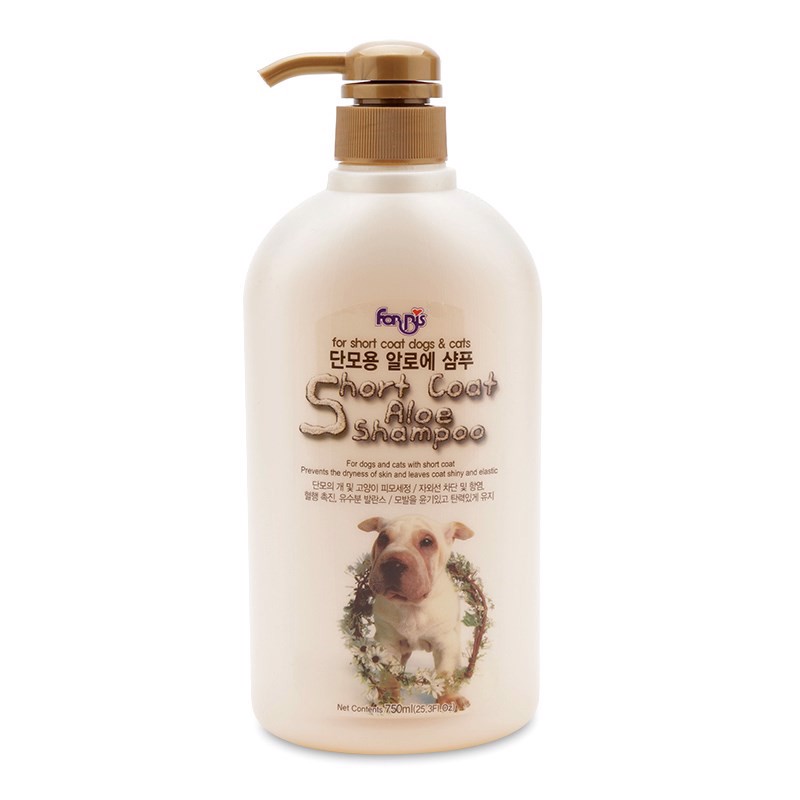 ForBis
for short coat dogs & cats
단모용 알로에 샴푸
Short Coat
Aloe
Shampoo
For dogs and cats with short coat
Prevents the dryness of skin and leaves coat shiny and elastic
단모의 개 및 고양이 피모세정 / 자외선 차단 및 항염,
혈행 촉진, 유수분 발란스 / 모발을 윤기있고 탄력있게 유지
Net Contents 750ml(25.3Fl.Oz)